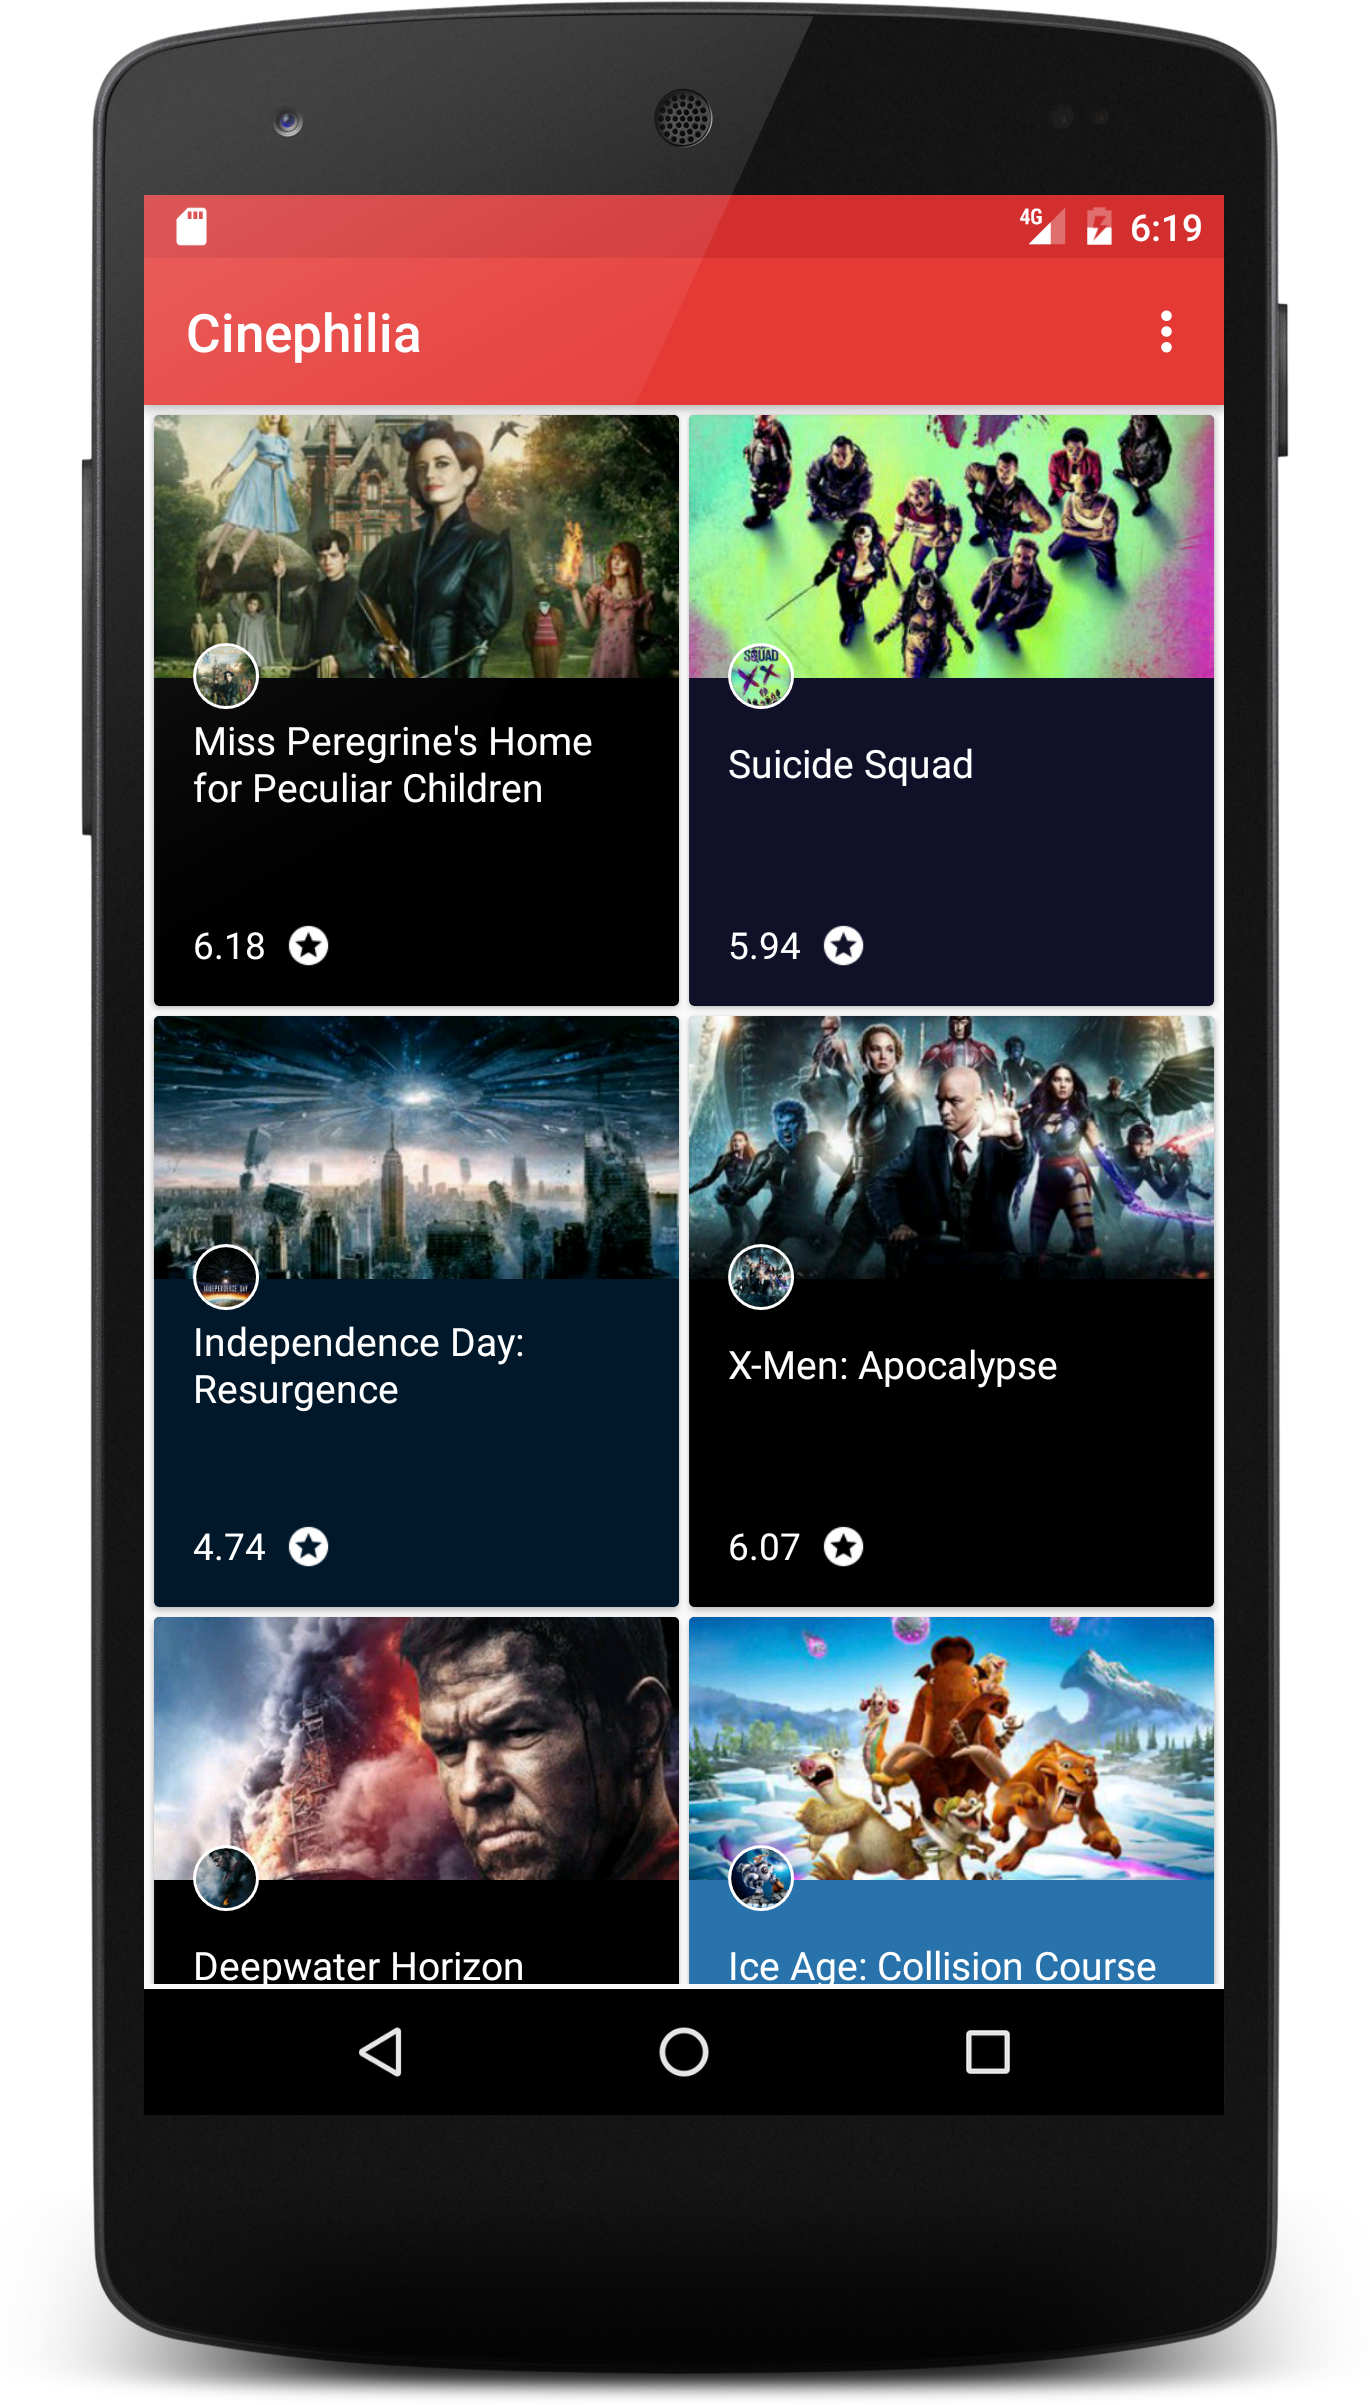 4G 6:19
Cinephilia
SQUAD
Miss Peregrine's Home
for Peculiar Children
Suicide Squad
6.18
5.94
INDEPENDENCE DAY
Independence Day:
Resurgence
X-Men: Apocalypse
4.74
6.07
Deepwater Horizon
Ice Age: Collision Course